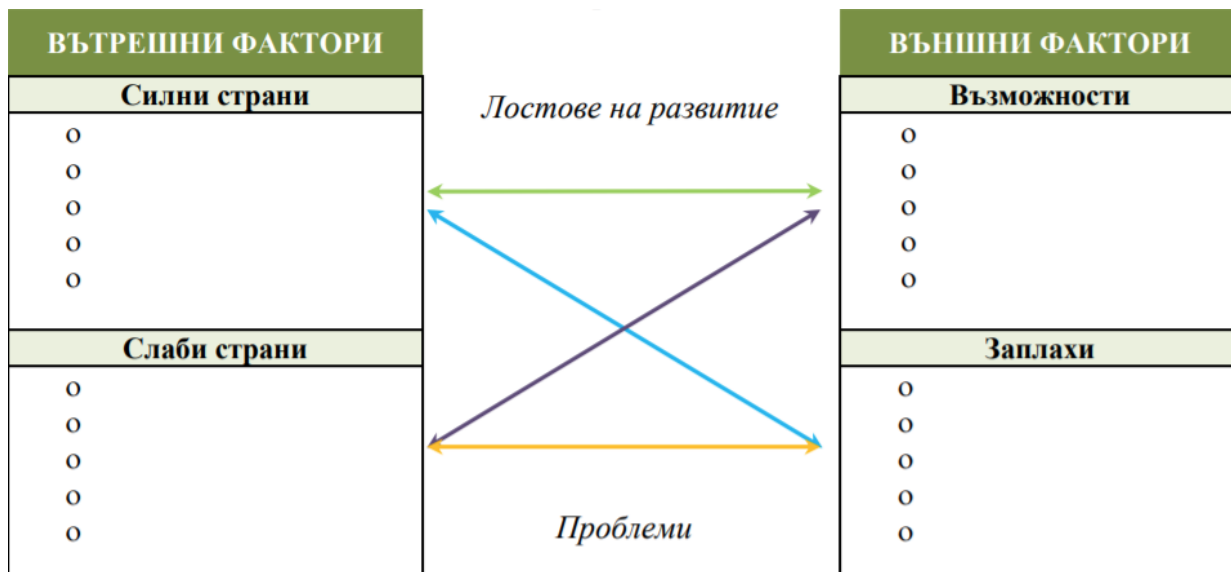 ВЪТРЕШНИ ФАКТОРИ
Силни страни
o
o
o
o
o
Слаби страни
o
o
o
o
o
Лостове на развитие
Проблеми
ВЪНШНИ ФАКТОРИ
Възможности
o
o
o
o
o
Заплахи
o
o
o
o
o